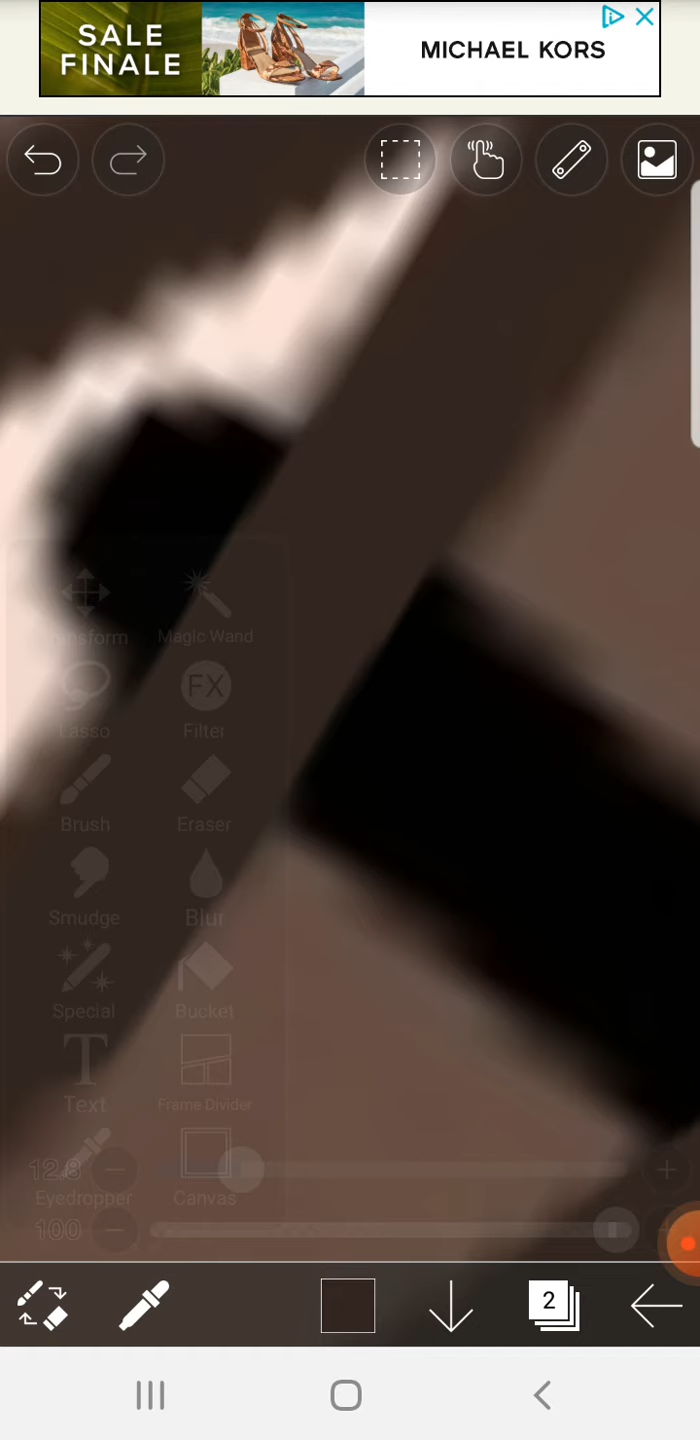 SALE
FINALE
MICHAEL KORS
Transform
Magic Wand
Lasso
FX
Filter
Brush
Eraser
Smudge
Blur
Special
Bucket
T
Text
Frame Divider
12.8
Eyedropper
Canvas
100
2